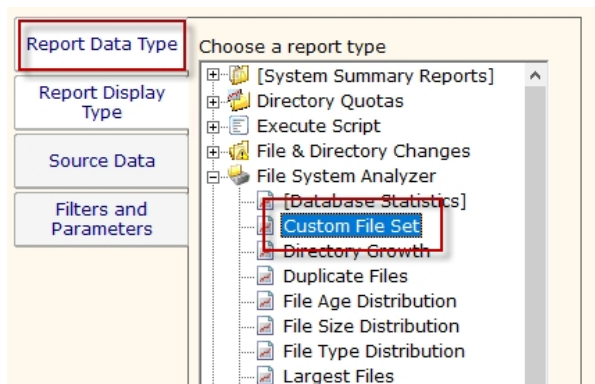 Report Data Type
Report Display
Type
Source Data
Filters and
Parameters
Choose a report type
[System Summary Reports]
Directory Quotas
Execute Script
File & Directory Changes
File System Analyzer
[Database Statistics]
Custom File Set
Directory Growth
Duplicate Files
File Age Distribution
File Size Distribution
File Type Distribution
Largest Files